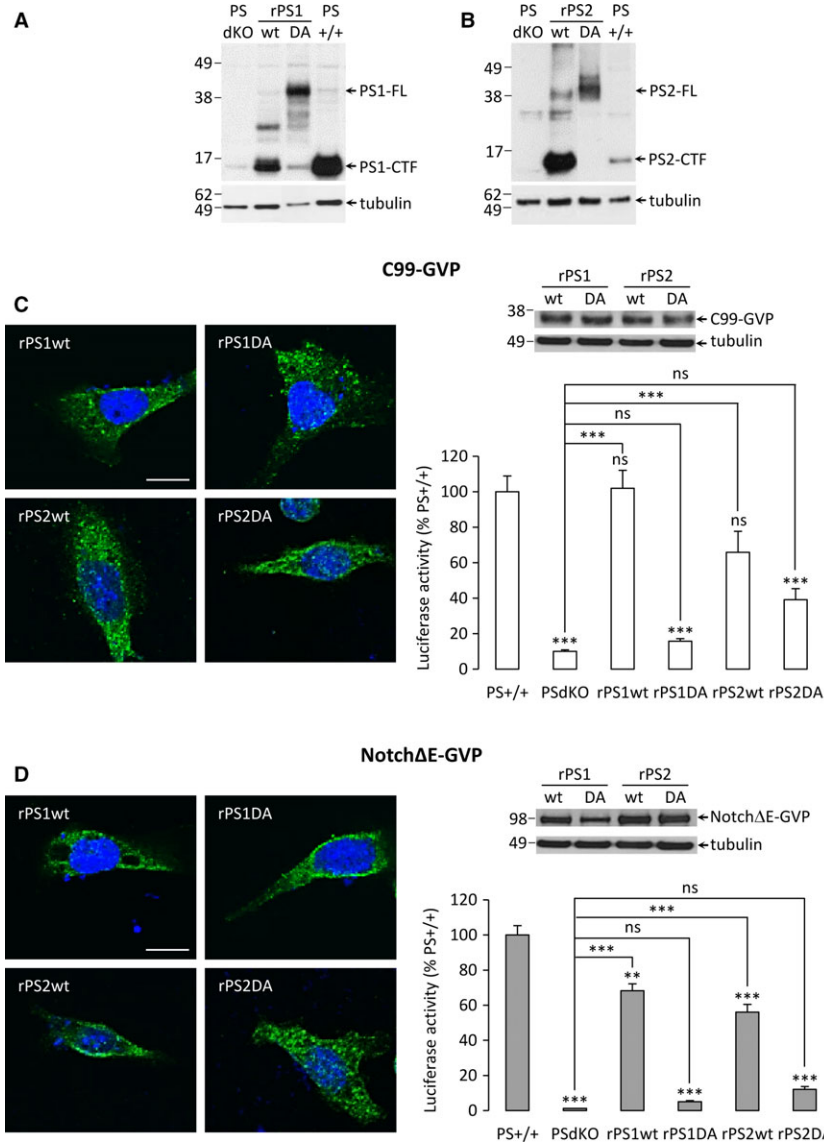 A
PS rPS1 PS
dKO wt DA +/+
49
38
PS1-FL
17
PS1-CTF
62
49
tubulin
B
PS rPS2 PS
dKO wt DA +/+
49
38
PS2-FL
17
PS2-CTF
62
49
tubulin
C99-GVP
C
rPS1wt
rPS1DA
rPS2wt
rPS2DA
rPS1 rPS2
wt DA wt DA
38
C99-GVP
49
tubulin
ns
***
ns
***
Luciferase activity (% PS+/+)
120
100
80
60
40
20
0
***
ns
***
ns
***
PS+/+ PSdKO rPS1wt rPS1DA rPS2wt rPS2DA
NotchΔE-GVP
D
rPS1wt
rPS1DA
rPS2wt
rPS2DA
rPS1 rPS2
wt DA wt DA
98
NotchΔE-GVP
49
tubulin
ns
***
ns
***
Luciferase activity (% PS+/+)
120
100
80
60
40
20
0
***
**
***
***
***
PS+/+ PSdKO rPS1wt rPS1DA rPS2wt rPS2DA